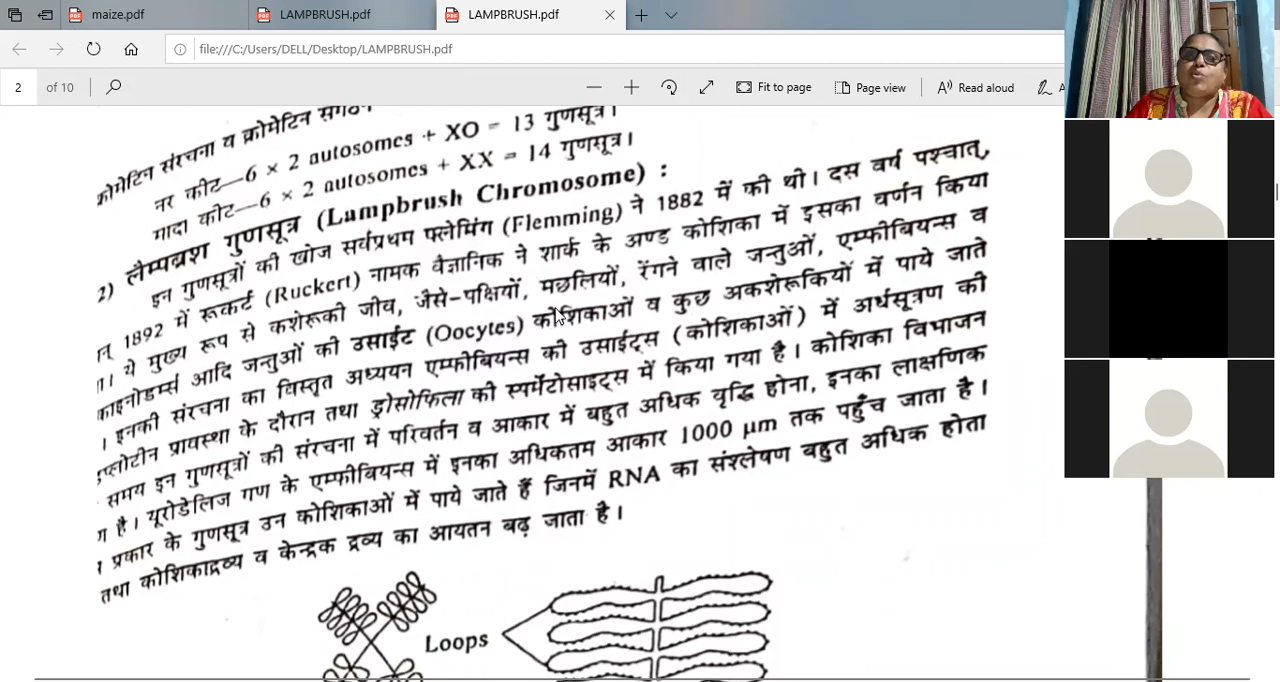 maize.pdf
LAMPBRUSH.pdf
LAMPBRUSH.pdf
file:///C:/Users/DELL/Desktop/LAMPBRUSH.pdf
2 of 10
Fit to page
Page view
Read aloud
क्रोमेटिन संरचना व क्रोमेटिन संगठन
नर कीट—6 × 2 autosomes + XO = 13 गुणसूत्र।
मादा कीट—6 × 2 autosomes + XX = 14 गुणसूत्र।
2) लैम्पब्रश गुणसूत्र (Lampbrush Chromosome) :
इन गुणसूत्रों की खोज सर्वप्रथम फ्लेमिंग (Flemming) ने 1882 में की थी। दस वर्ष पश्चात्,
न् 1892 में रूकर्ट (Ruckert) नामक वैज्ञानिक ने शार्क के अण्ड कोशिका में इसका वर्णन किया
। ये मुख्य रूप से कशेरूकी जीव, जैसे-पक्षियों, मछलियों, रेंगने वाले जन्तुओं, एम्फीबियन्स व
काइनोडर्म्स आदि जन्तुओं की उसाईट (Oocytes) कोशिकाओं व कुछ अकशेरूकियों में पाये जाते
। इनकी संरचना का विस्तृत अध्ययन एम्फीबियन्स की उसाईट्स (कोशिकाओं) में अर्धसूत्रण की
प्लोटीन प्रावस्था के दौरान तथा ड्रोसोफिला की स्पर्मेटोसाइट्स में किया गया है। कोशिका विभाजन
समय इन गुणसूत्रों की संरचना में परिवर्तन व आकार में बहुत अधिक वृद्धि होना, इनका लाक्षणिक
ग है। यूरोडेलिज गण के एम्फीबियन्स में इनका अधिकतम आकार 1000 μm तक पहुँच जाता है।
प्रकार के गुणसूत्र उन कोशिकाओं में पाये जाते हैं जिनमें RNA का संश्लेषण बहुत अधिक होता
तथा कोशिकाद्रव्य व केन्द्रक द्रव्य का आयतन बढ़ जाता है।
Loops